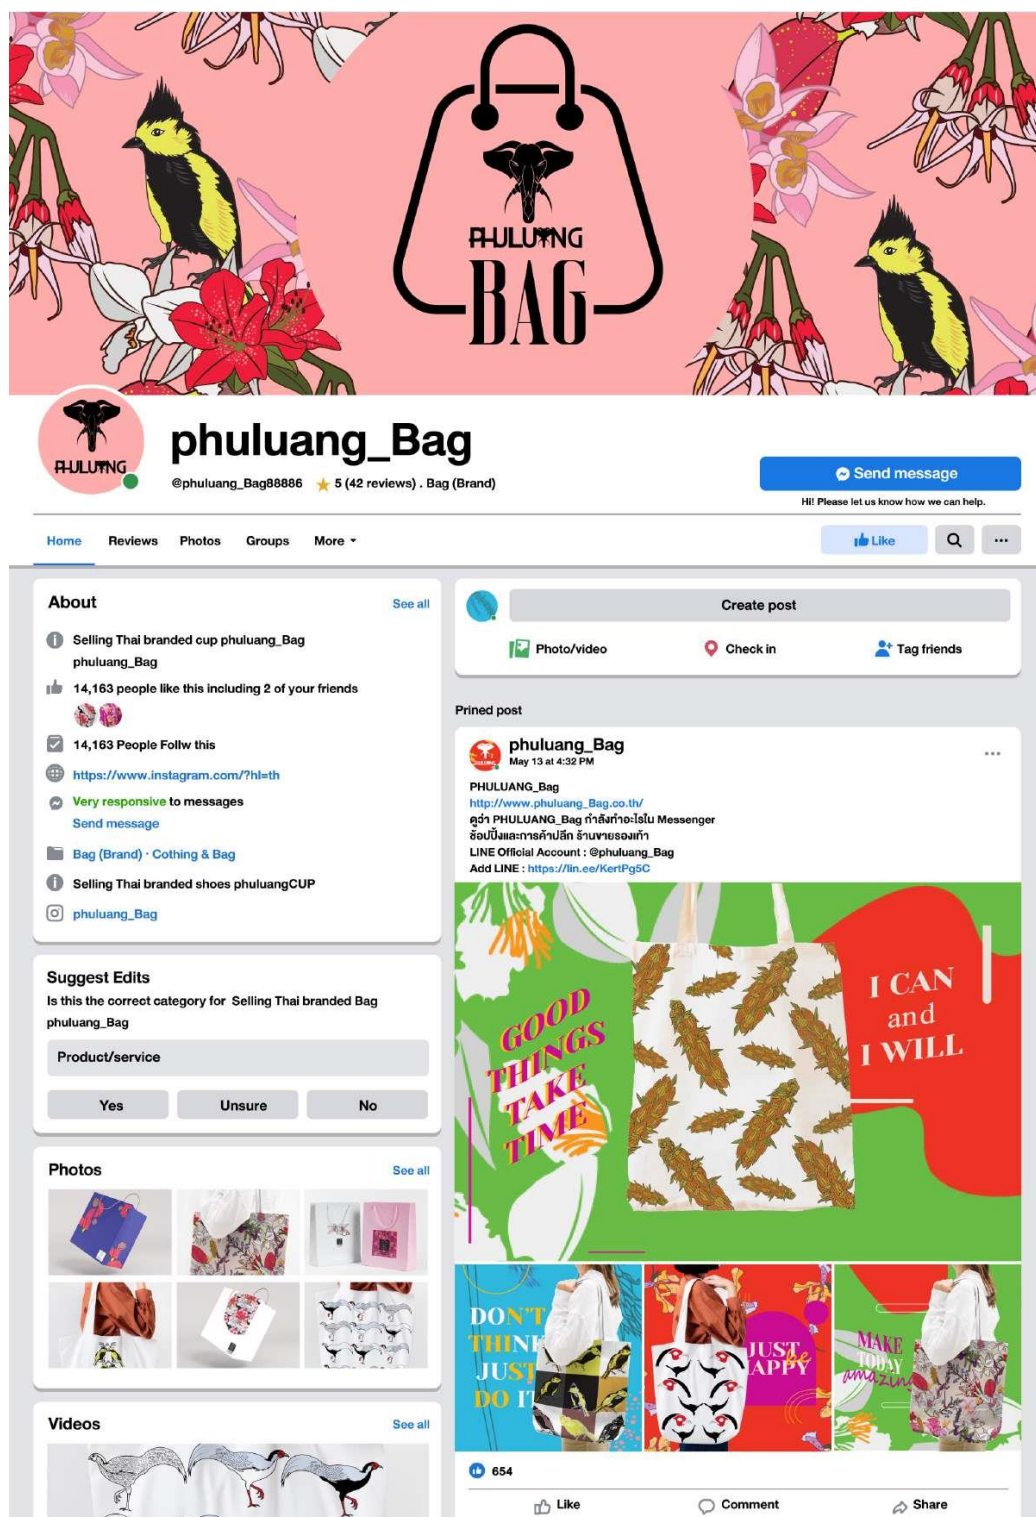 PHULUANG
BAG
PHULUANG
phuluang_Bag
@phuluang_Bag88886 5 (42 reviews) . Bag (Brand)
Send message
Hi! Please let us know how we can help.
Home Reviews Photos Groups More
Like
About See all
Selling Thai branded cup phuluang_Bag
phuluang_Bag
14,163 people like this including 2 of your friends
14,163 People Follw this
https://www.instagram.com/?hl=th
Very responsive to messages
Send message
Bag (Brand) · Cothing & Bag
Selling Thai branded shoes phuluangCUP
phuluang_Bag
Suggest Edits
Is this the correct category for Selling Thai branded Bag
phuluang_Bag
Product/service
Yes Unsure No
Photos See all
Videos See all
Create post
Photo/video Check in Tag friends
Prined post
phuluang_Bag
May 13 at 4:32 PM
PHULUANG_Bag
http://www.phuluang_Bag.co.th/
ดูว่า PHULUANG_Bag กำลังทำอะไรใน Messenger
ช้อปปิ้งและการค้าปลีก ร้านขายรองเท้า
LINE Official Account : @phuluang_Bag
Add LINE : https://lin.ee/KertPg5C
GOOD
THINGS
TAKE
TIME
I CAN
and
I WILL
DON'T
THINK
JUST
DO IT
JUST
be
HAPPY
MAKE
TODAY
amazing
654
Like Comment Share